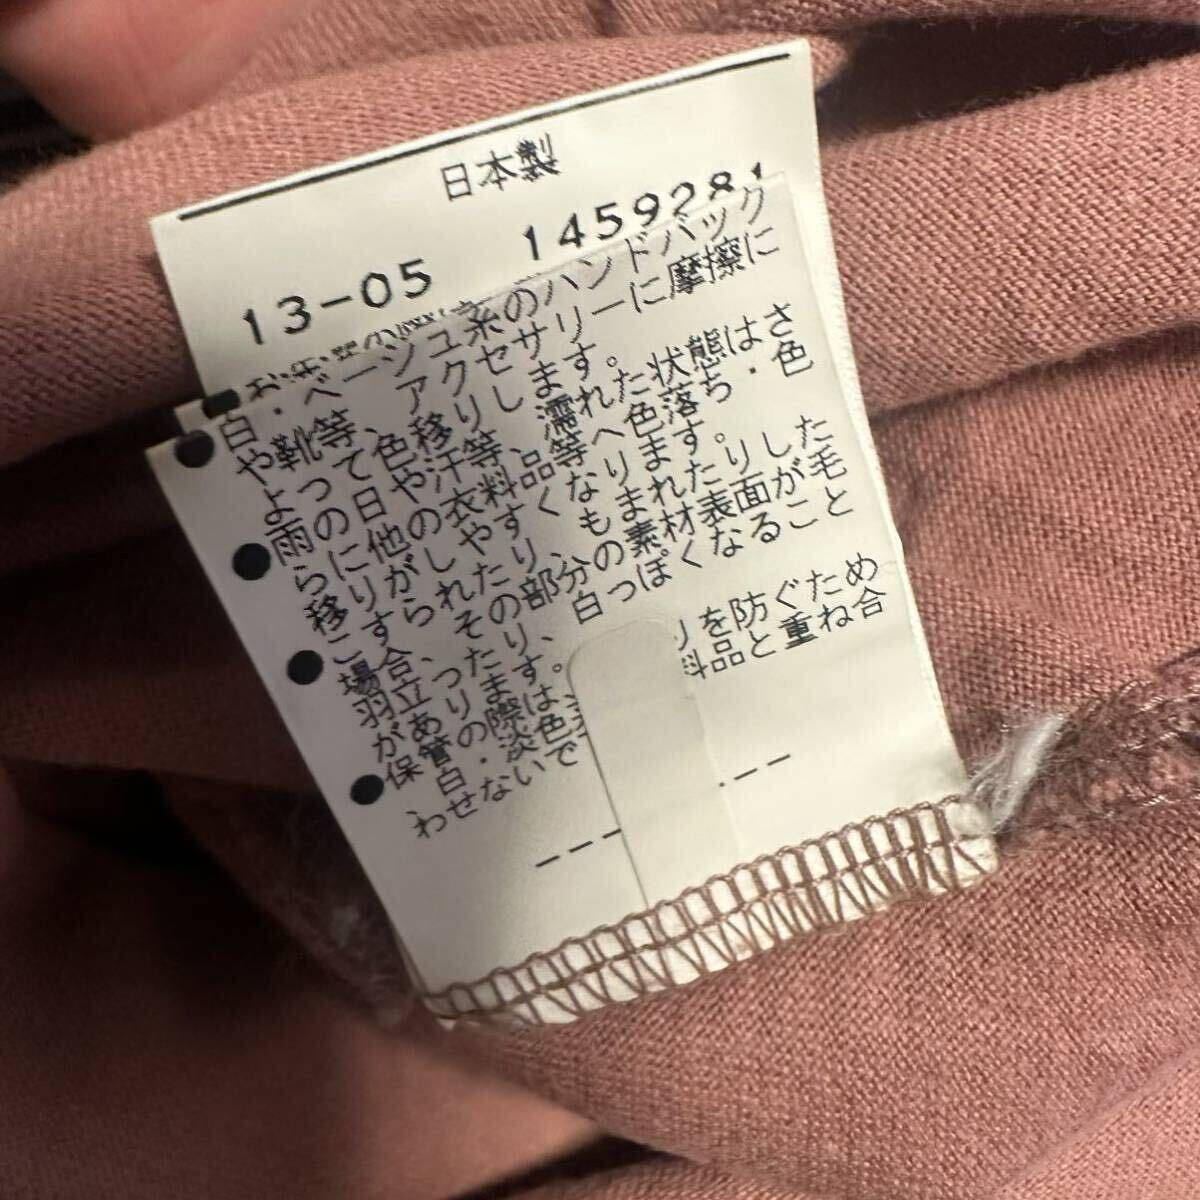 日本製
13-05 1459281
●白・ベージュ系のハンドバック
や靴等、アクセサリーに摩擦に
よって色移りします。
●雨の日や汗等、濡れた状態はさ
らに他の衣料品等へ色落ち・色
移りがしやすくなります。
●こすられたり、もまれたりした
場合、その部分の素材表面が毛
羽立ったり、白っぽくなること
があります。
●保管の際は、 りを防ぐため
、白・淡色 料品と重ね合
わせないで